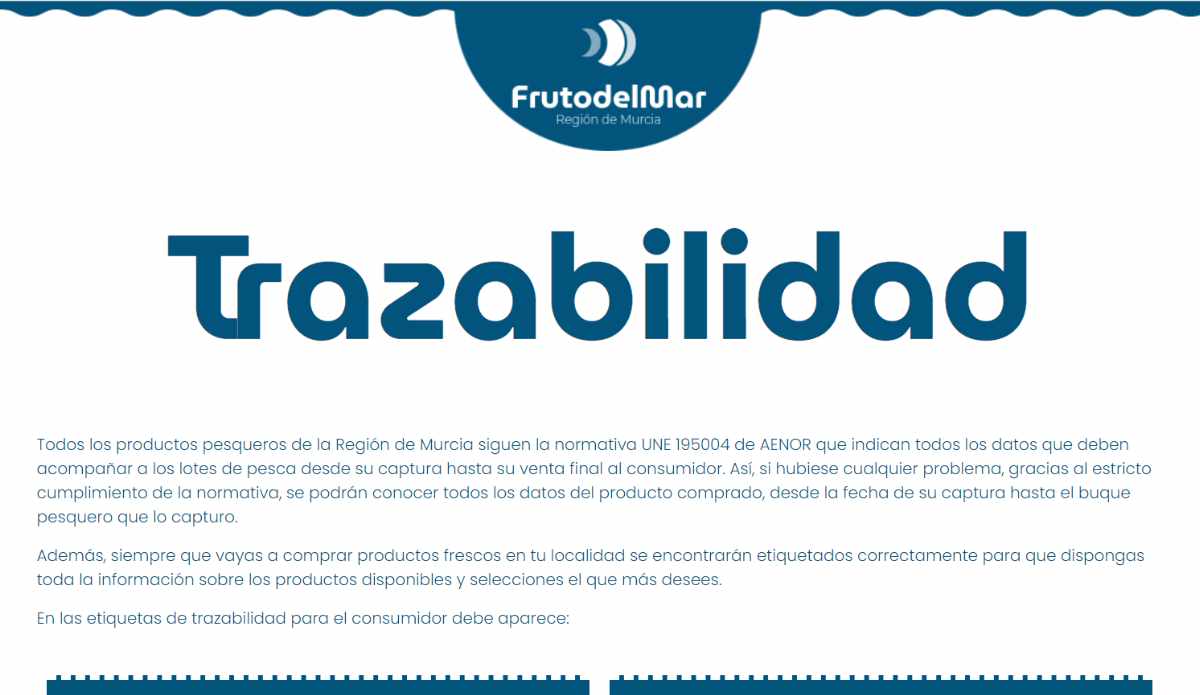 FrutodelMar
Región de Murcia
Trazabilidad
Todos los productos pesqueros de la Región de Murcia siguen la normativa UNE 195004 de AENOR que indican todos los datos que deben
acompañar a los lotes de pesca desde su captura hasta su venta final al consumidor. Así, si hubiese cualquier problema, gracias al estricto
cumplimiento de la normativa, se podrán conocer todos los datos del producto comprado, desde la fecha de su captura hasta el buque
pesquero que lo capturo.
Además, siempre que vayas a comprar productos frescos en tu localidad se encontrarán etiquetados correctamente para que dispongas
toda la información sobre los productos disponibles y selecciones el que más desees.
En las etiquetas de trazabilidad para el consumidor debe aparece: